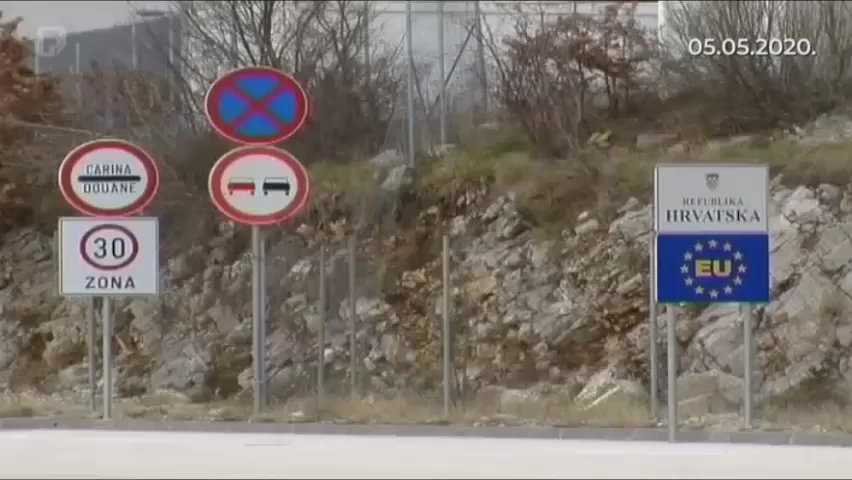 05.05.2020.
CARINA
DOUANE
30
ZONA
REPUBLIKA
HRVATSKA
EU